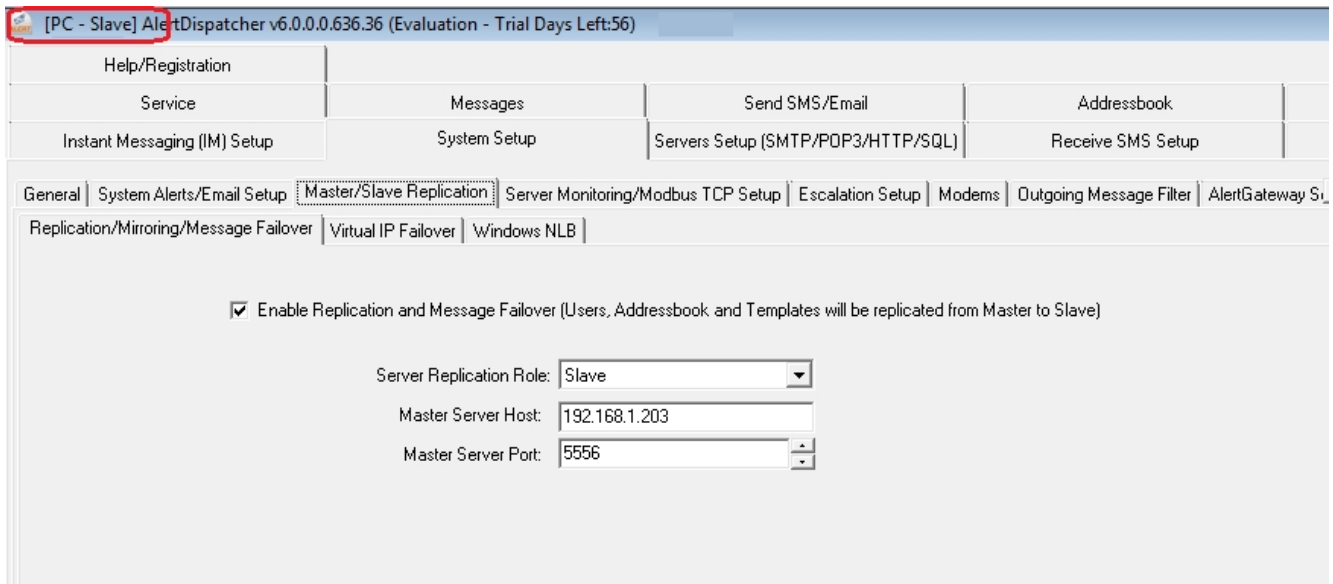 [PC - Slave] AlertDispatcher v6.0.0.0.636.36 (Evaluation - Trial Days Left:56)
Help/Registration
Service Messages Send SMS/Email Addressbook
Instant Messaging (IM) Setup System Setup Servers Setup (SMTP/POP3/HTTP/SQL) Receive SMS Setup
General System Alerts/Email Setup Master/Slave Replication Server Monitoring/Modbus TCP Setup Escalation Setup Modems Outgoing Message Filter AlertGateway
Replication/Mirroring/Message Failover Virtual IP Failover Windows NLB
Enable Replication and Message Failover (Users, Addressbook and Templates will be replicated from Master to Slave)
Server Replication Role: Slave
Master Server Host: 192.168.1.203
Master Server Port: 5556